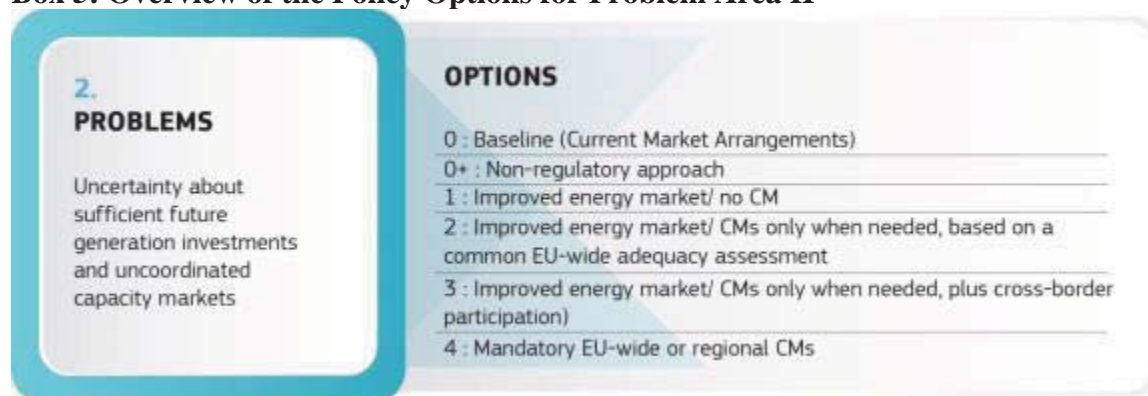 Box 5: Overview of the Policy Options for Problem Area II
2.
PROBLEMS
Uncertainty about
sufficient future
generation investments
and uncoordinated
capacity markets
OPTIONS
0 : Baseline (Current Market Arrangements)
0+ : Non-regulatory approach
1 : Improved energy market/ no CM
2 : Improved energy market/ CMs only when needed, based on a
common EU-wide adequacy assessment
3 : Improved energy market/ CMs only when needed, plus cross-border
participation)
4 : Mandatory EU-wide or regional CMs